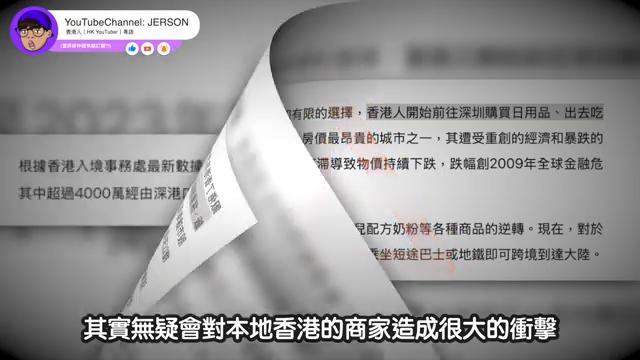 YouTubeChannel: JERSON
香港人｜HK YouTuber｜粵語
有限的選擇，香港人開始前往深圳購買日用品、出去吃
房價最昂貴的城市之一，其遭受重創的經濟和暴跌的
滯導致物價持續下跌，跌幅創2009年全球金融危
兒配方奶粉等各種商品的逆轉。現在，對於
乘坐短途巴士或地鐵即可跨境到達大陸。
根據香港入境事務處最新數據
其中超過4000萬經由深港
其實無疑會對本地香港的商家造成很大的衝擊